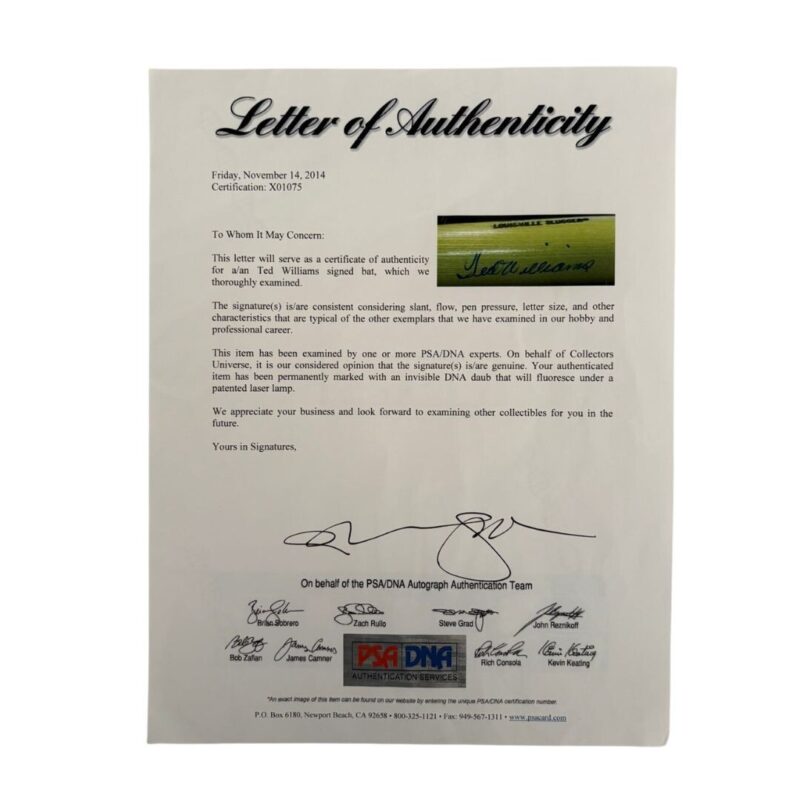 Letter of Authenticity
Friday, November 14, 2014
Certification: X01075
To Whom It May Concern:
LOUISVILLE SLUGGER
Ted Williams
This letter will serve as a certificate of authenticity
for a/an Ted Williams signed bat, which we
thoroughly examined.
The signature(s) is/are consistent considering slant, flow, pen pressure, letter size, and other
characteristics that are typical of the other exemplars that we have examined in our hobby and
professional career.
This item has been examined by one or more PSA/DNA experts. On behalf of Collectors
Universe, it is our considered opinion that the signature(s) is/are genuine. Your authenticated
item has been permanently marked with an invisible DNA daub that will fluoresce under a
patented laser lamp.
We appreciate your business and look forward to examining other collectibles for you in the
future.
Yours in Signatures,
On behalf of the PSA/DNA Autograph Authentication Team
Brian Sobrero Zach Rullo Steve Grad John Reznikoff
Bob Zafian James Camner Rich Consola Kevin Keating
PSA DNA
AUTHENTICATION SERVICES
*An exact image of this item can be found on our website by entering the unique PSA/DNA certification number.
P.O. Box 6180, Newport Beach, CA 92658 • 800-325-1121 • Fax: 949-567-1311 • www.psacard.com